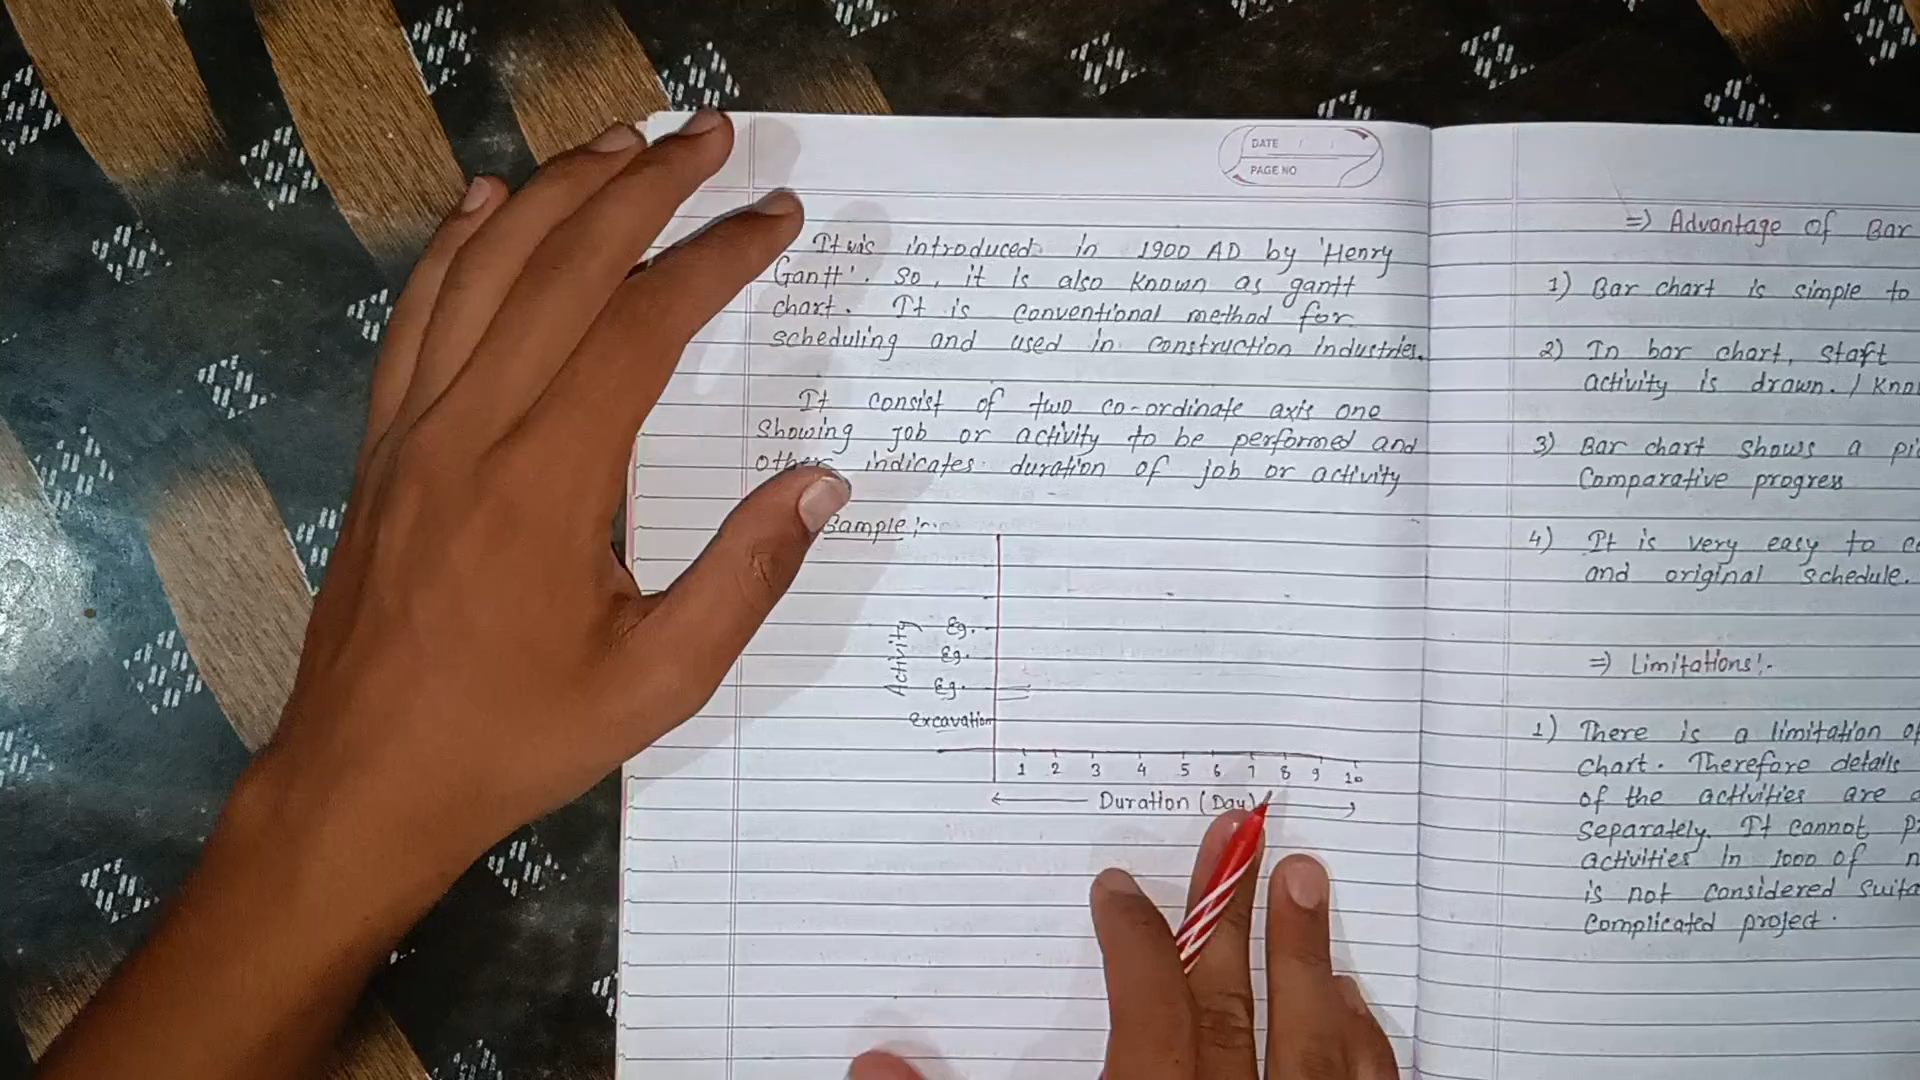 DATE / /
PAGE NO
It was introduced in 1900 AD by 'Henry
Gantt'. So, it is also known as gantt
chart. It is conventional method for
scheduling and used in construction industries.
It consist of two co-ordinate axis one
showing job or activity to be performed and
other indicates duration of job or activity
Sample:-
Activity
Eg.
Eg.
Eg.
Excavation
1 2 3 4 5 6 7 8 9 10
Duration (Day)
=) Advantage of Bar
1) Bar chart is simple to
2) In bar chart, start
activity is drawn. /
3) Bar chart shows a
Comparative progress
4) It is very easy to
and original schedule.
=) Limitations:-
1) There is a limitation of
chart. Therefore details
of the activities are
separately. It cannot
activities in 1000 of
is not considered
complicated project.